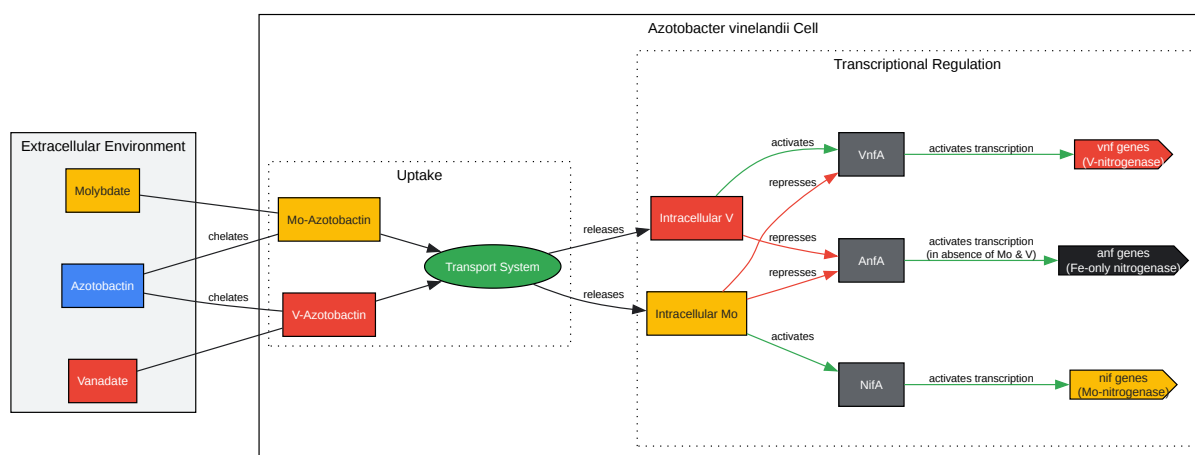 Azotobacter vinelandii Cell
Transcriptional Regulation
Extracellular Environment
Uptake
Molybdate
Azotobactin
Vanadate
chelates
chelates
Mo-Azotobactin
V-Azotobactin
Transport System
releases
releases
Intracellular V
Intracellular Mo
activates
represses
represses
represses
activates
VnfA
AnfA
NifA
activates transcription
activates transcription
(in absence of Mo & V)
activates transcription
vnf genes
(V-nitrogenase)
anf genes
(Fe-only nitrogenase)
nif genes
(Mo-nitrogenase)